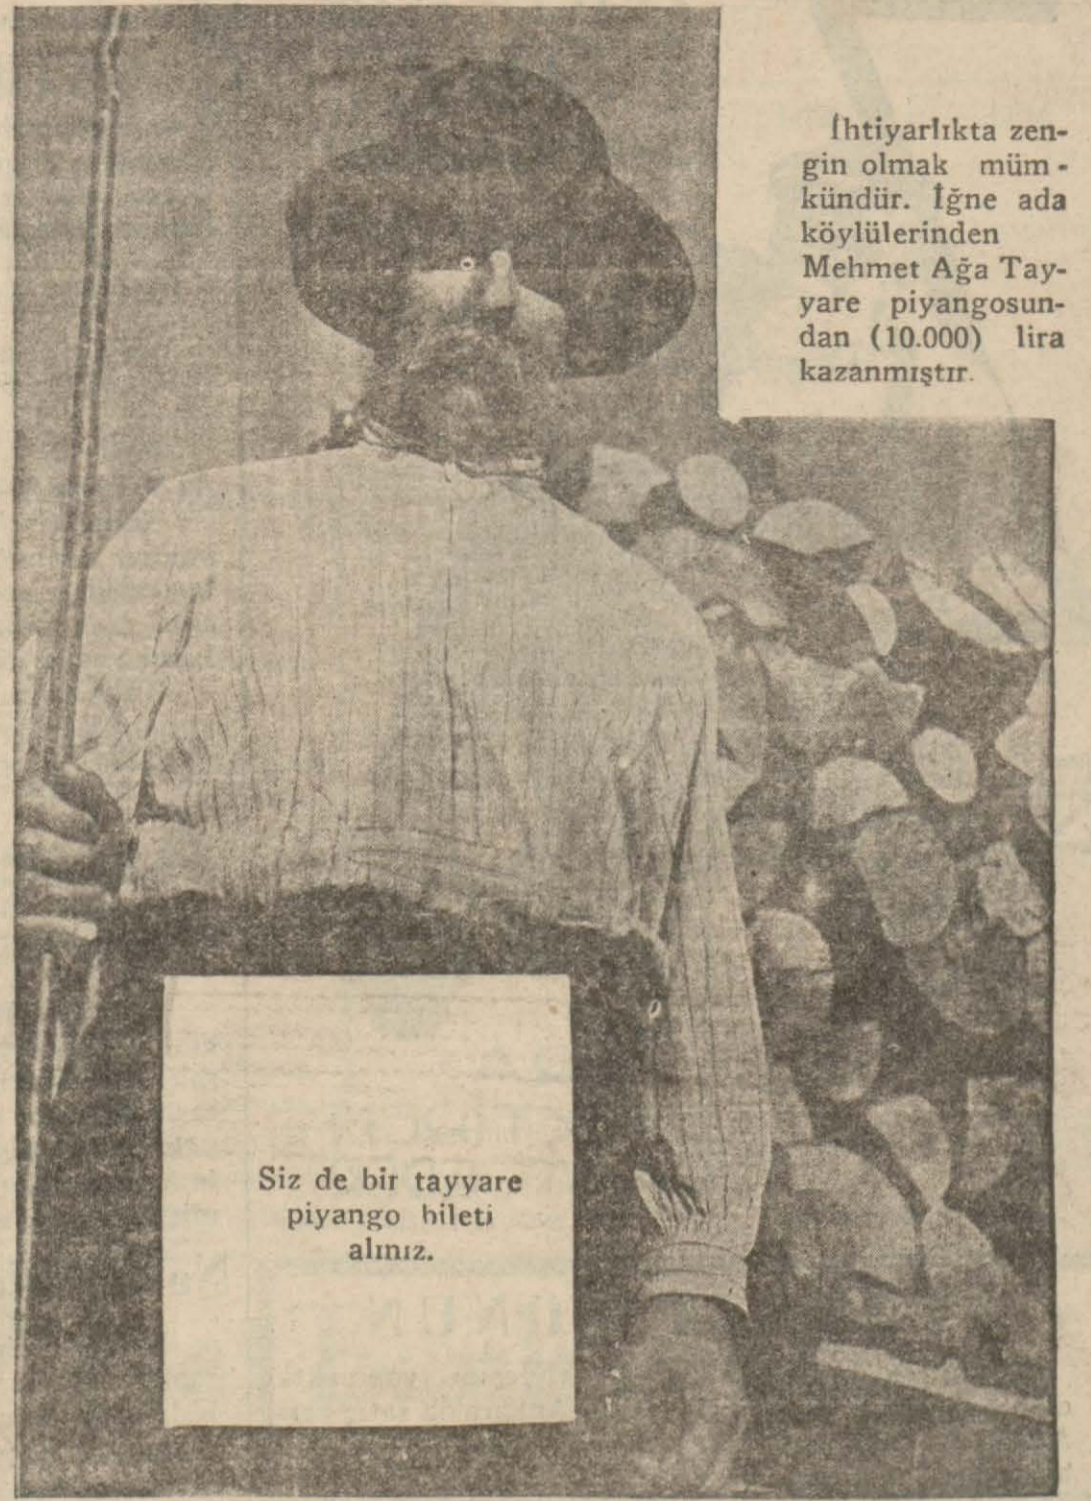 İhtiyarlıkta zen-
gin olmak müm-
kündür. İğne ada
köylülerinden
Mehmet Ağa Tay-
yare piyangosun-
dan (10.000) lira
kazanmıştır.
Siz de bir tayyare
piyango bileti
alınız.